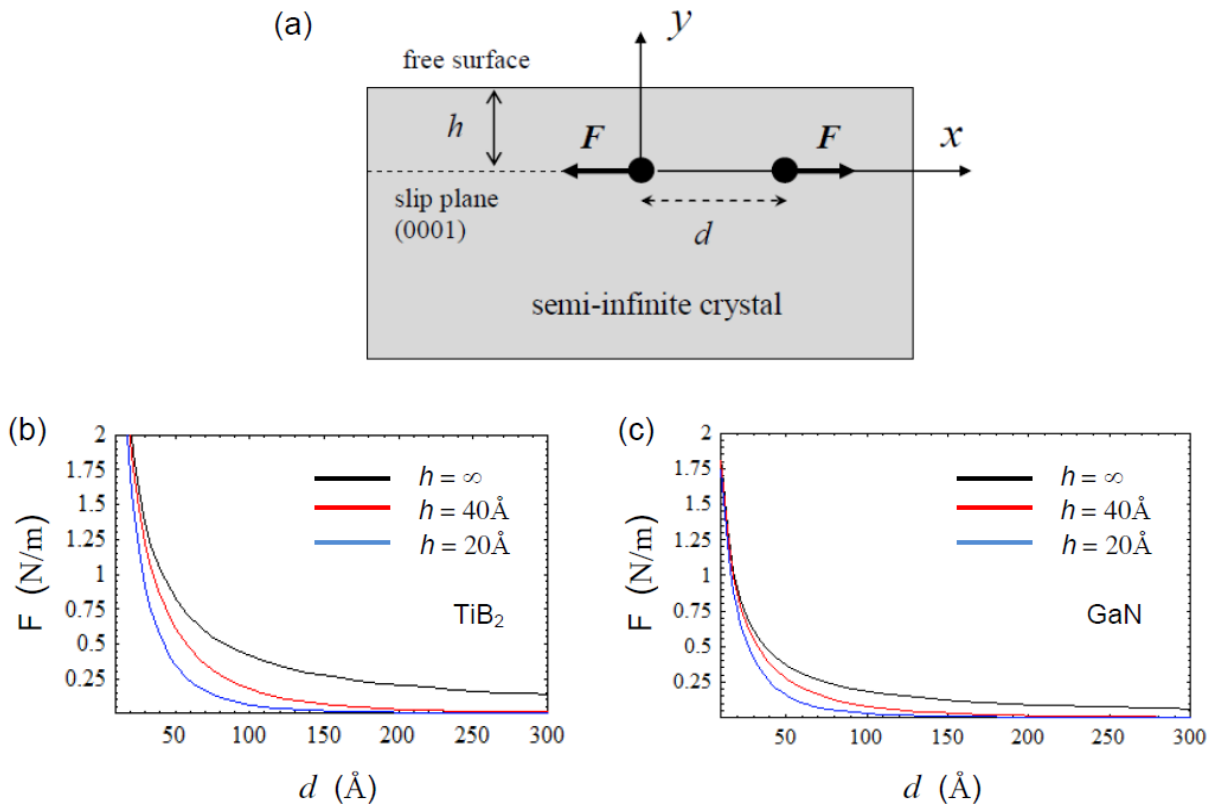 (a)
y
free surface
h
F
F
x
slip plane
(0001)
d
semi-infinite crystal
(b)
2
1.75
1.5
1.25
1
0.75
0.5
0.25
F (N/m)
h = ∞
h = 40Å
h = 20Å
TiB2
50 100 150 200 250 300
d (Å)
(c)
2
1.75
1.5
1.25
1
0.75
0.5
0.25
F (N/m)
h = ∞
h = 40Å
h = 20Å
GaN
50 100 150 200 250 300
d (Å)